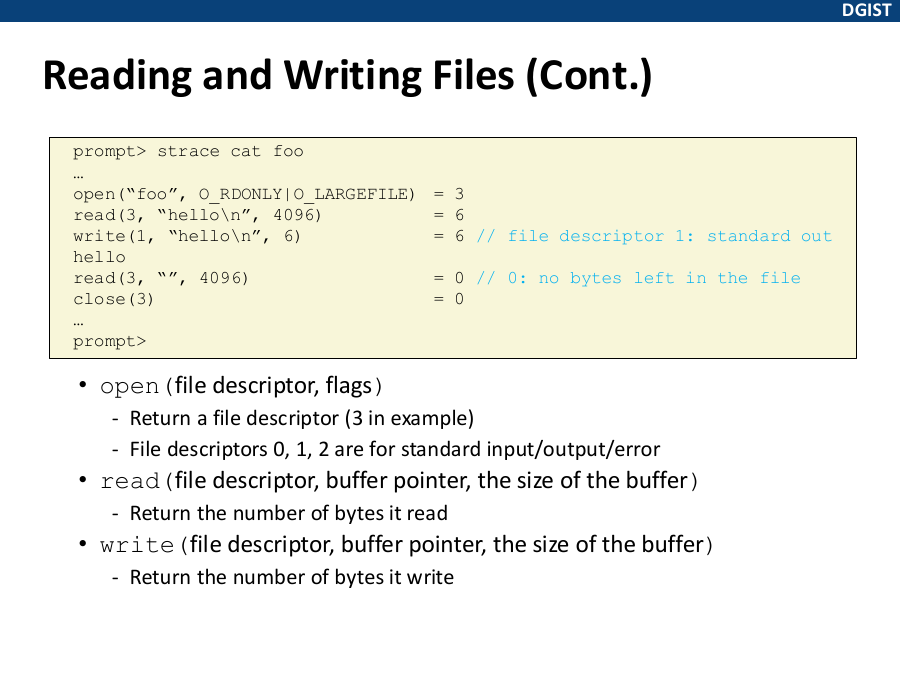 DGIST
Reading and Writing Files (Cont.)
prompt> strace cat foo
…
open(“foo”, O_RDONLY|O_LARGEFILE) = 3
read(3, “hello\n”, 4096) = 6
write(1, “hello\n”, 6) = 6 // file descriptor 1: standard out
hello
read(3, “”, 4096) = 0 // 0: no bytes left in the file
close(3) = 0
…
prompt>
• open(file descriptor, flags)
- Return a file descriptor (3 in example)
- File descriptors 0, 1, 2 are for standard input/output/error
• read(file descriptor, buffer pointer, the size of the buffer)
- Return the number of bytes it read
• write(file descriptor, buffer pointer, the size of the buffer)
- Return the number of bytes it write